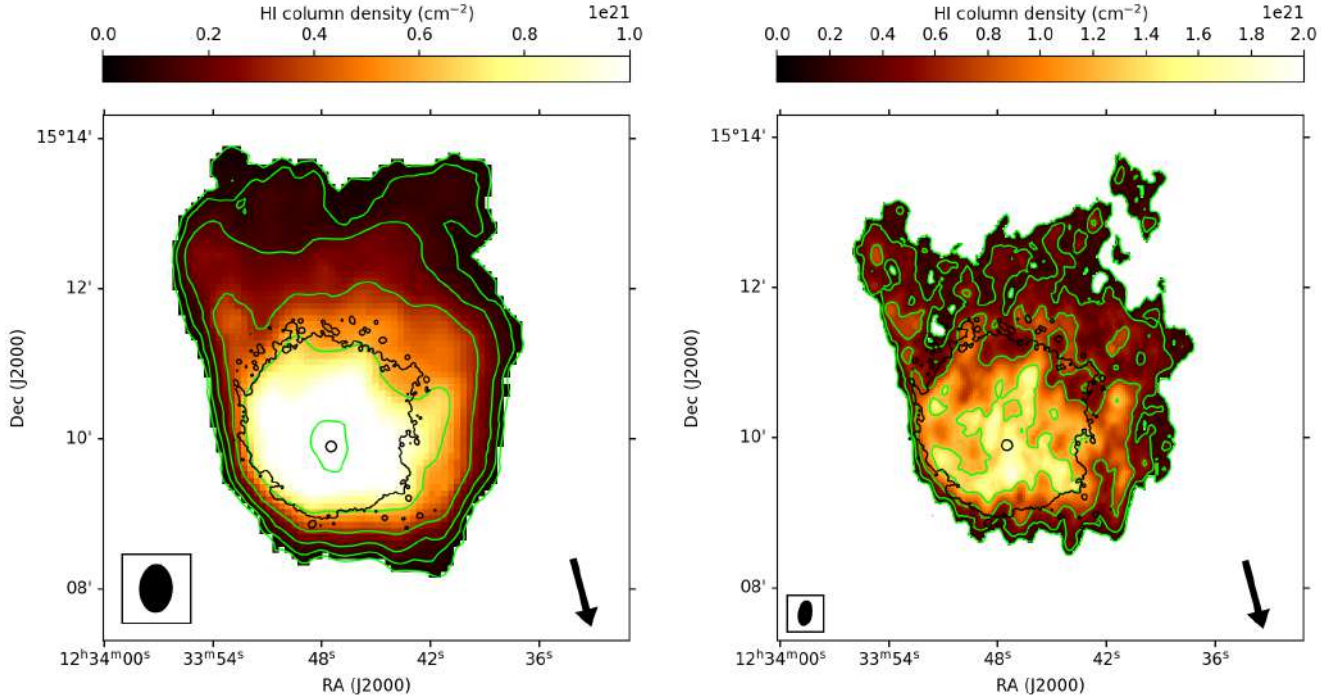 HI column density (cm⁻²) 1e21
0.0 0.2 0.4 0.6 0.8 1.0
15°14'
12'
10'
08'
Dec (J2000)
12ʰ34ᵐ00ˢ 33ᵐ54ˢ 48ˢ 42ˢ 36ˢ
RA (J2000)
HI column density (cm⁻²) 1e21
0.0 0.2 0.4 0.6 0.8 1.0 1.2 1.4 1.6 1.8 2.0
15°14'
12'
10'
08'
Dec (J2000)
12ʰ34ᵐ00ˢ 33ᵐ54ˢ 48ˢ 42ˢ 36ˢ
RA (J2000)